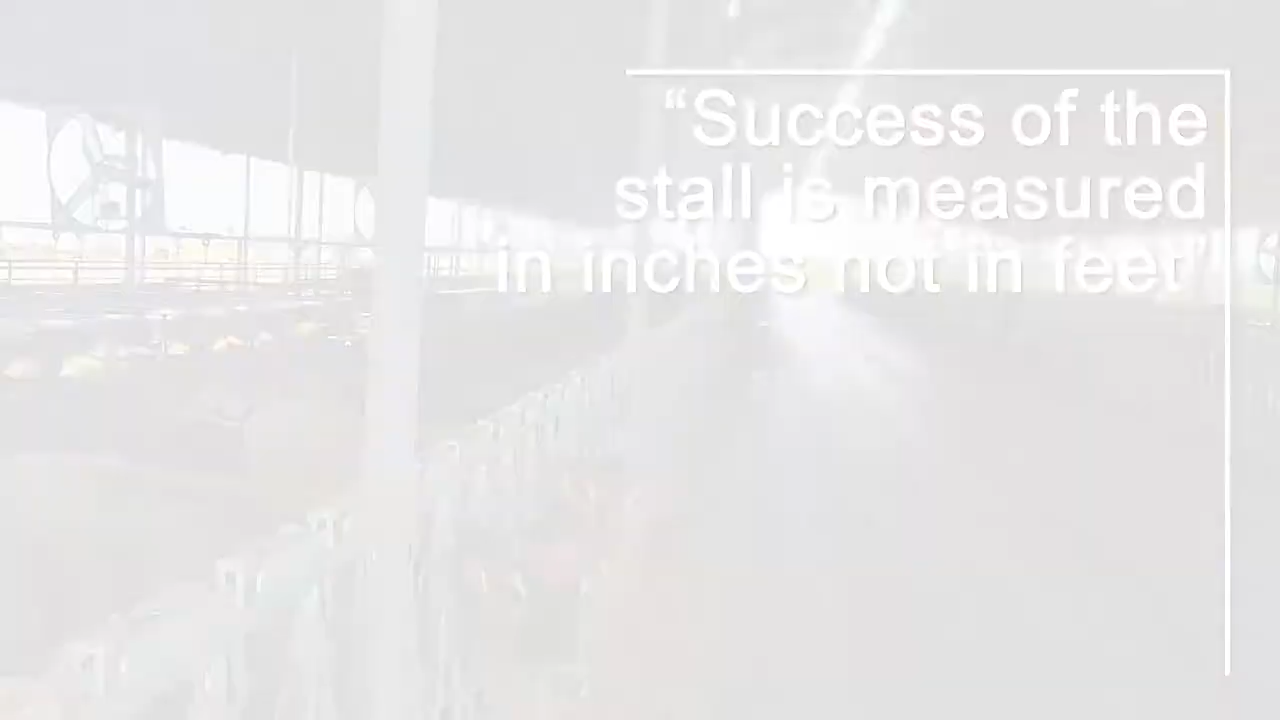 “Success of the
stall is measured
in inches not in feet”